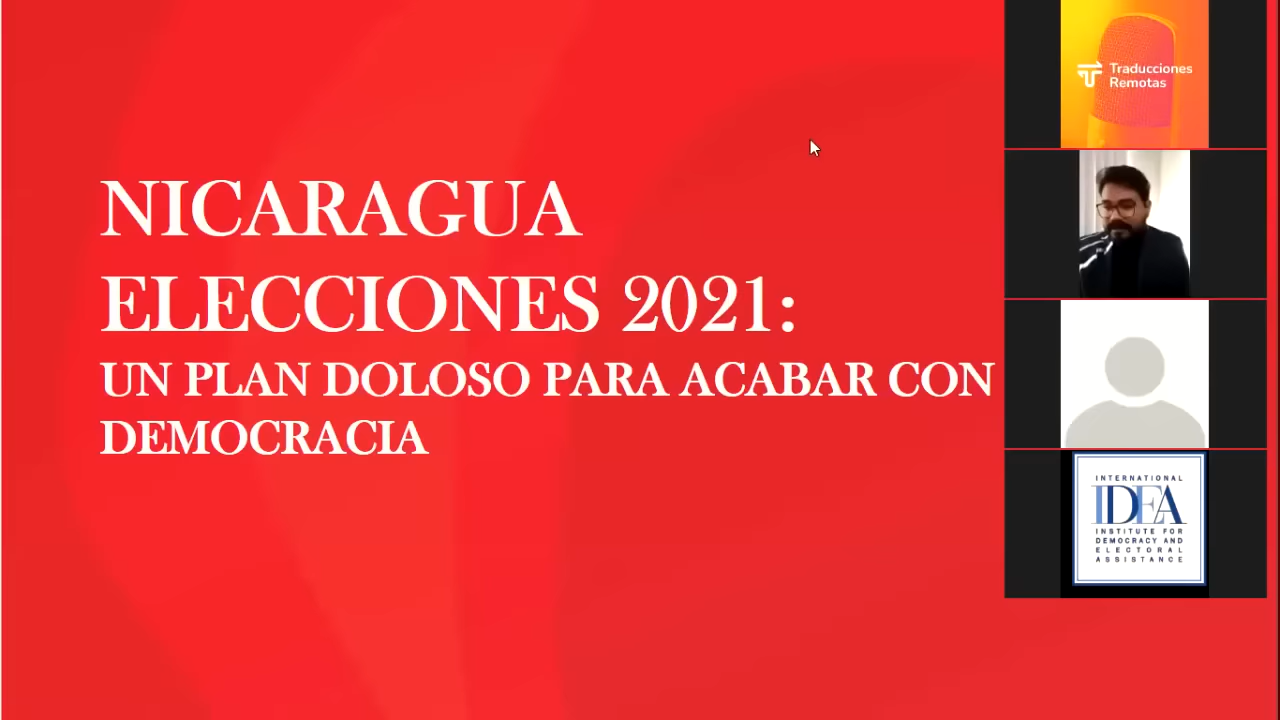 NICARAGUA
ELECCIONES 2021:
UN PLAN DOLOSO PARA ACABAR CON
DEMOCRACIA
Traducciones
Remotas
INTERNATIONAL
IDEA
INSTITUTE FOR
DEMOCRACY AND
ELECTORAL
ASSISTANCE